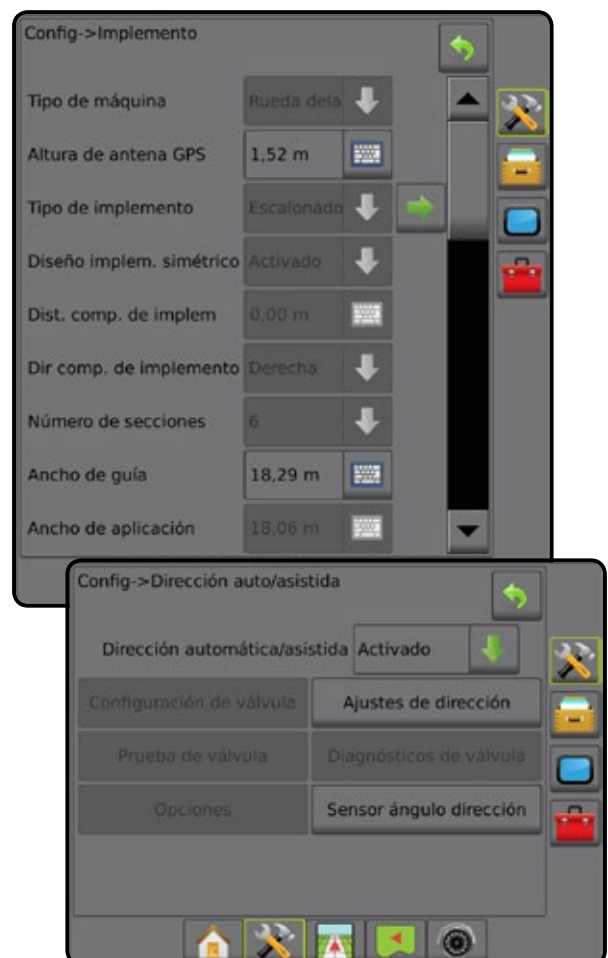 Config->Implemento
Tipo de máquina Rueda dela
Altura de antena GPS 1,52 m
Tipo de implemento Escalonado
Diseño implem. simétrico Activado
Dist. comp. de implem 0,00 m
Dir comp. de implemento Derecha
Número de secciones 6
Ancho de guía 18,29 m
Ancho de aplicación 18,06 m
Config->Dirección auto/asistida
Dirección automática/asistida Activado
Configuración de válvula Ajustes de dirección
Prueba de válvula Diagnósticos de válvula
Opciones Sensor ángulo dirección